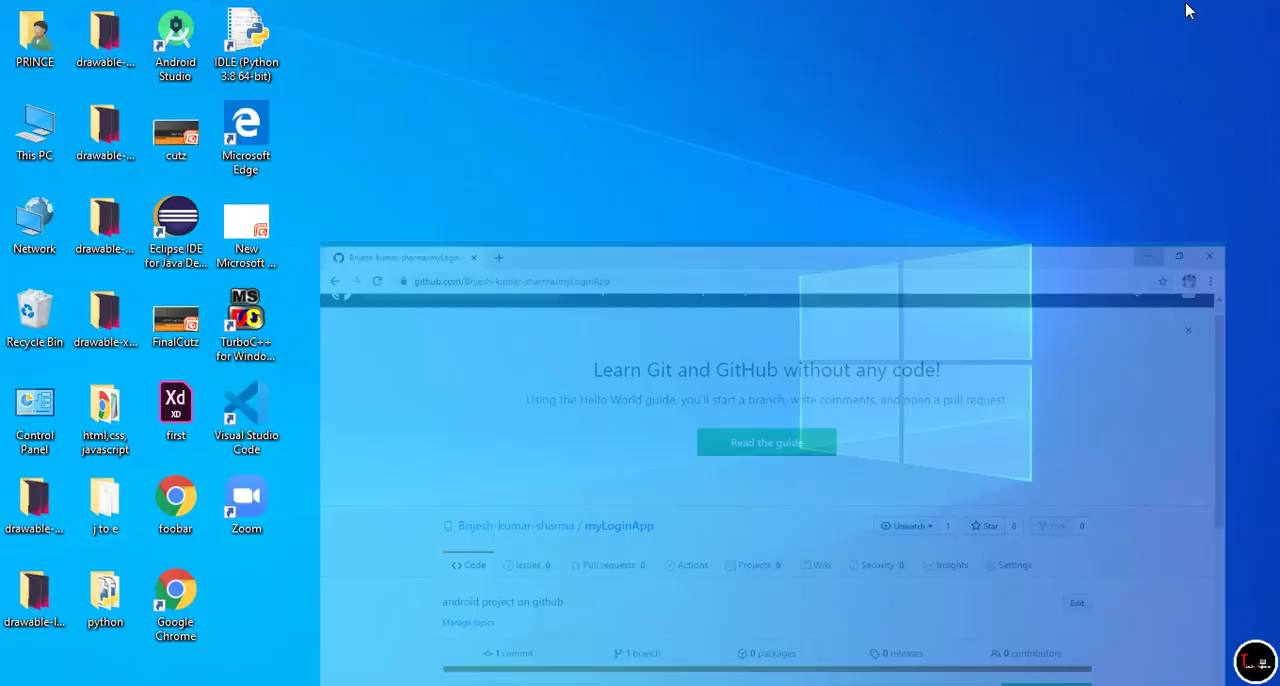 PRINCE
drawable-...
Android
Studio
IDLE (Python
3.8 64-bit)
This PC
drawable-...
cutz
Microsoft
Edge
Network
drawable-...
Eclipse IDE
for Java De...
New
Microsoft ...
Recycle Bin
drawable-x...
FinalCutz
MS
TurboC++
for Windo...
Control
Panel
html,css,
javascript
Xd
XD
first
Visual Studio
Code
drawable-...
j to e
foobar
Zoom
drawable-l...
python
Google
Chrome
Brijesh-kumar-sharma/myLogin
github.com/Brijesh-kumar-sharma/myLoginApp
Learn Git and GitHub without any code!
Using the Hello World guide, you'll start a branch, write comments, and open a pull request.
Read the guide
Brijesh-kumar-sharma / myLoginApp
Unwatch 1 Star 0 Fork 0
<> Code Issues 0 Pull requests 0 Actions Projects 0 Wiki Security 0 Insights Settings
android project on github
Edit
Manage topics
1 commit 1 branch 0 packages 0 releases 0 contributors